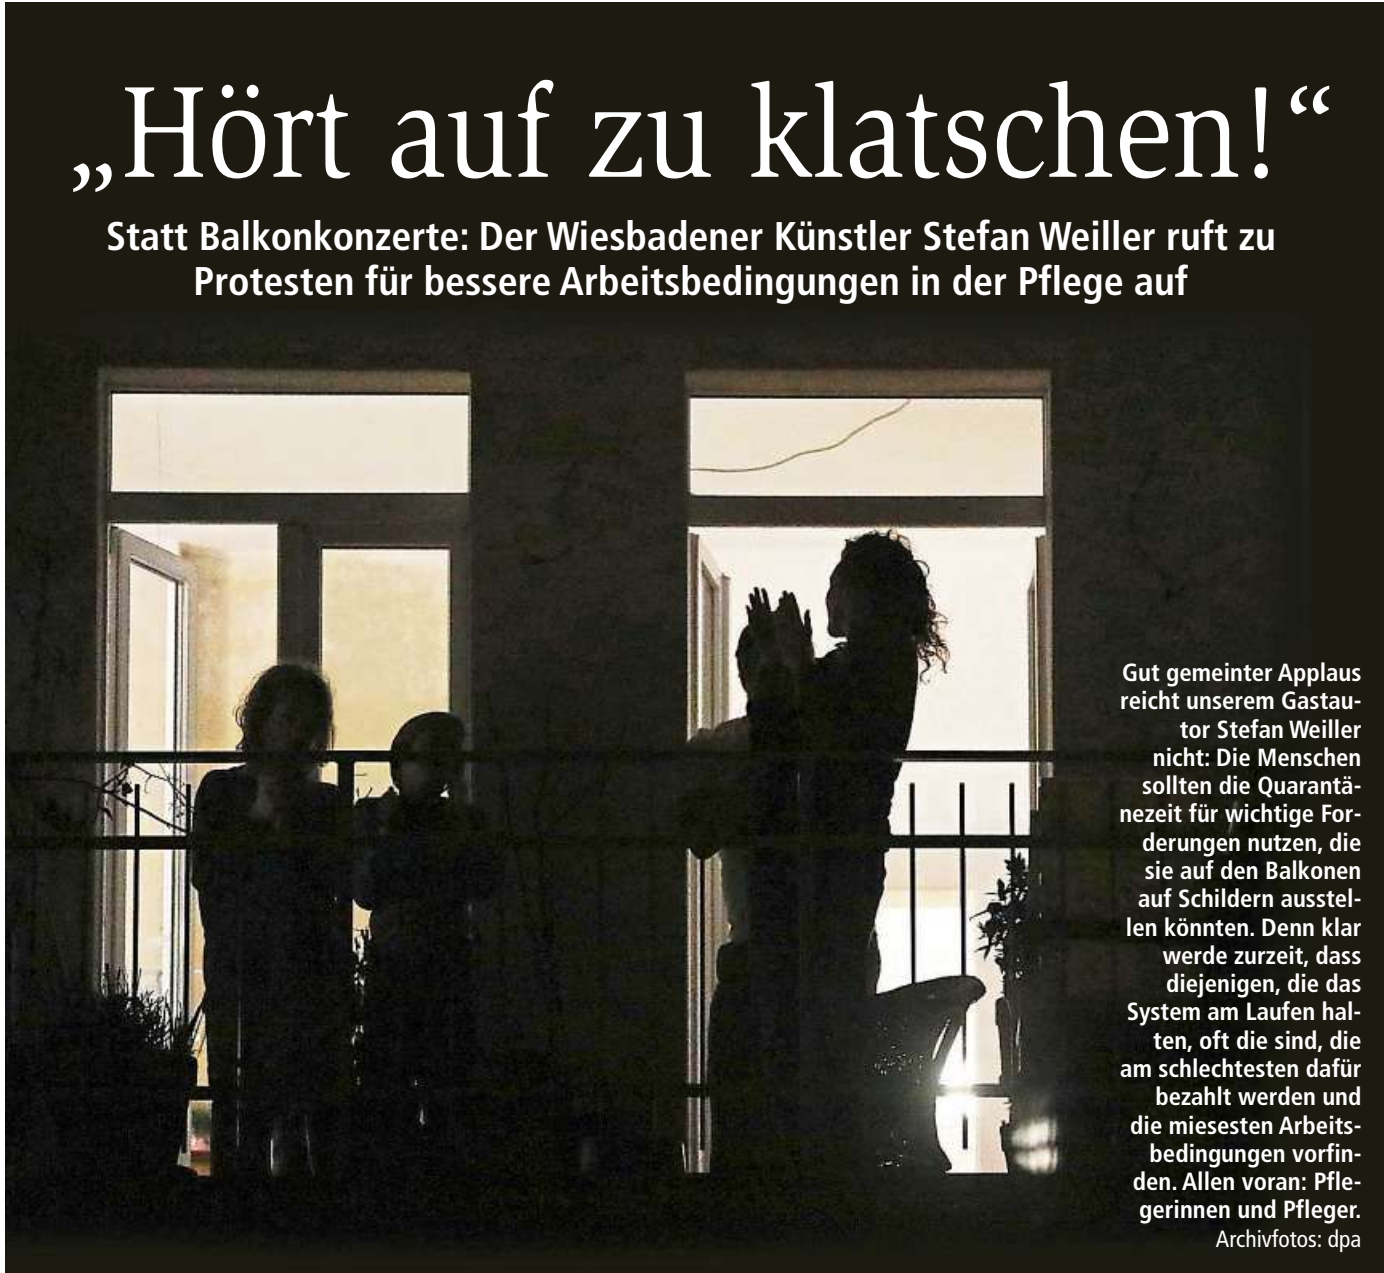 „Hört auf zu klatschen!“
Statt Balkonkonzerte: Der Wiesbadener Künstler Stefan Weiller ruft zu
Protesten für bessere Arbeitsbedingungen in der Pflege auf
Gut gemeinter Applaus
reicht unserem Gastau-
tor Stefan Weiller
nicht: Die Menschen
sollten die Quarantä-
nezeit für wichtige For-
derungen nutzen, die
sie auf den Balkonen
auf Schildern ausstel-
len könnten. Denn klar
werde zurzeit, dass
diejenigen, die das
System am Laufen hal-
ten, oft die sind, die
am schlechtesten dafür
bezahlt werden und
die miesesten Arbeits-
bedingungen vorfin-
den. Allen voran: Pfle-
gerinnen und Pfleger.
Archivfotos: dpa